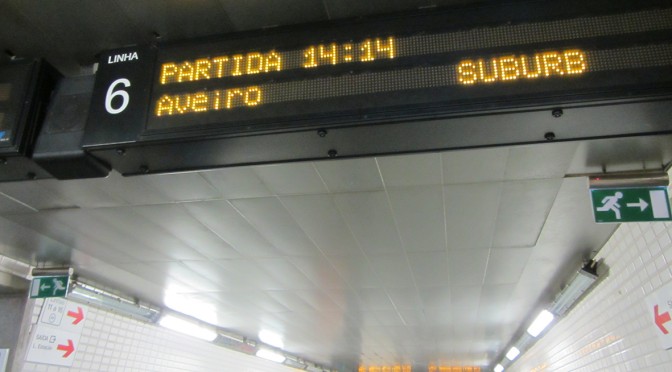 LINHA
6
PARTIDA 14:14
AVEIRO
SUBURB